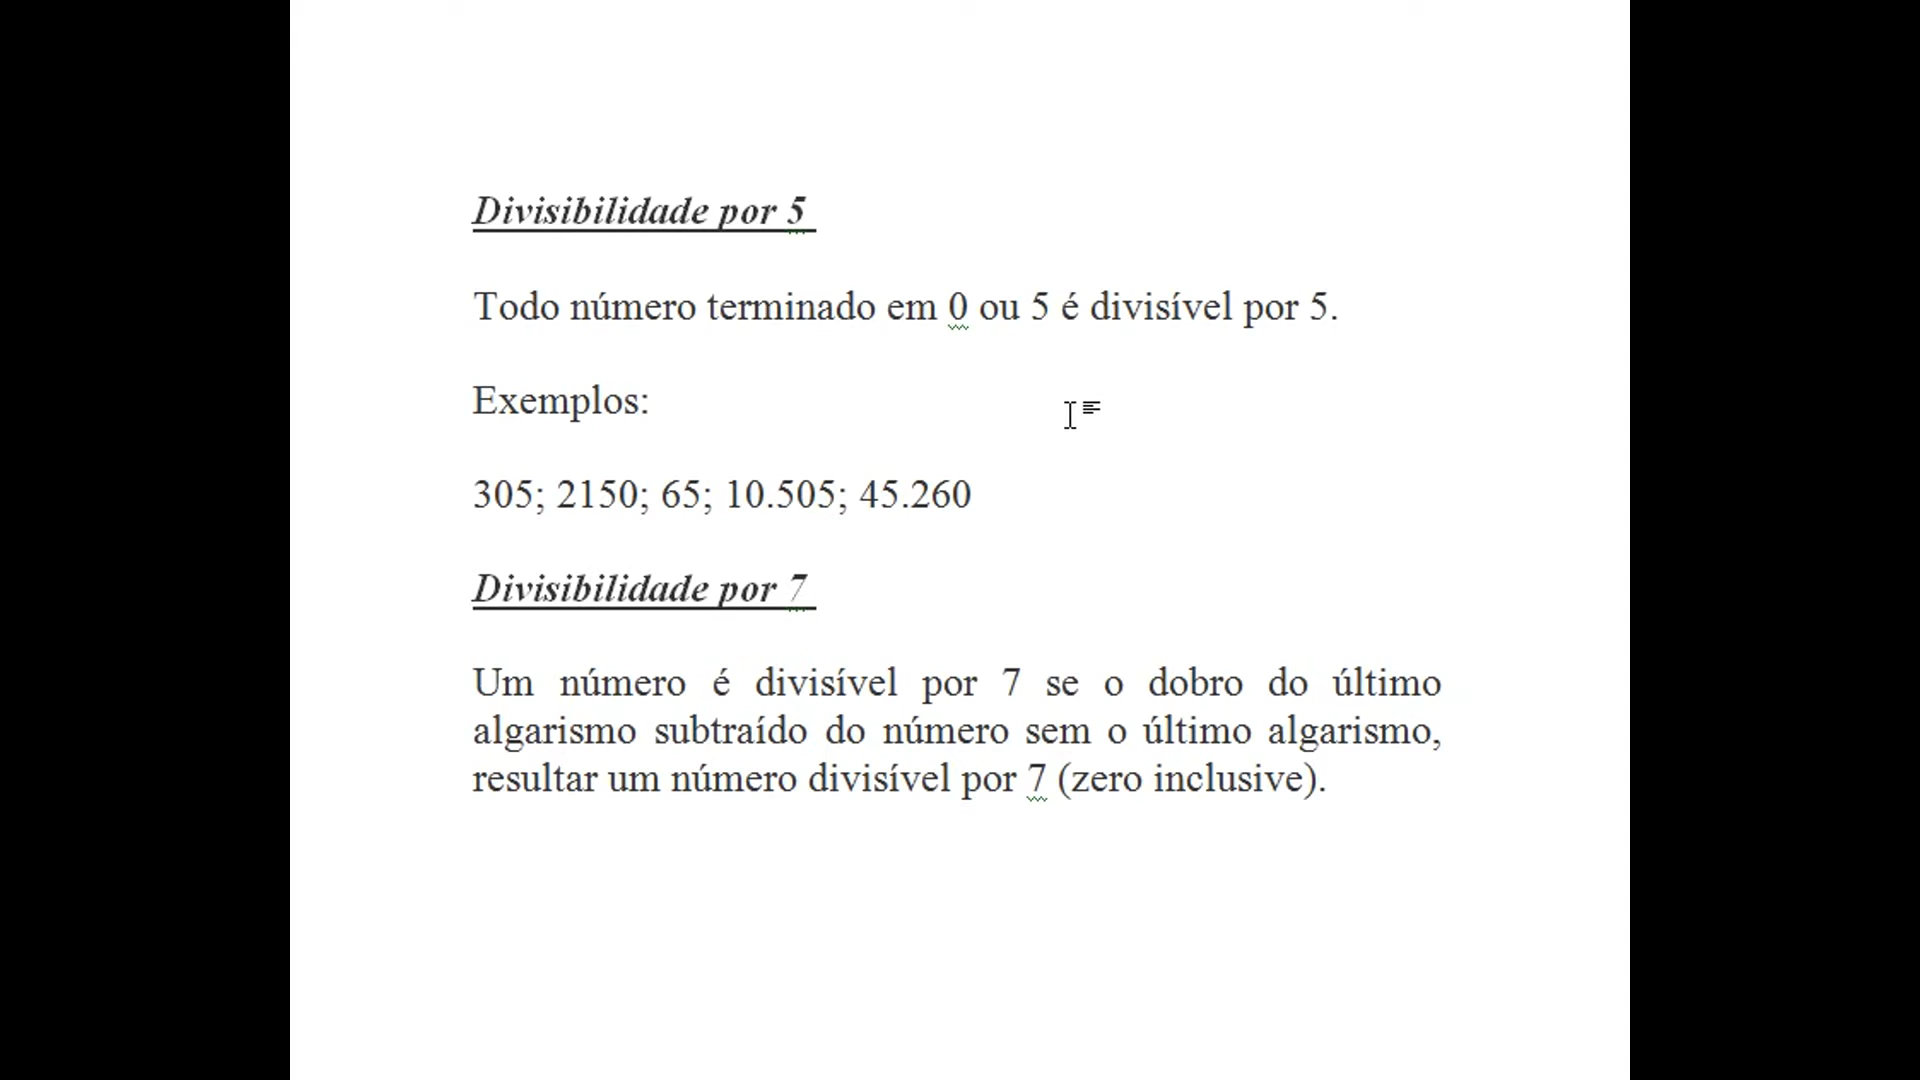 Divisibilidade por 5
Todo número terminado em 0 ou 5 é divisível por 5.
Exemplos:
305; 2150; 65; 10.505; 45.260
Divisibilidade por 7
Um número é divisível por 7 se o dobro do último
algarismo subtraído do número sem o último algarismo,
resultar um número divisível por 7 (zero inclusive).